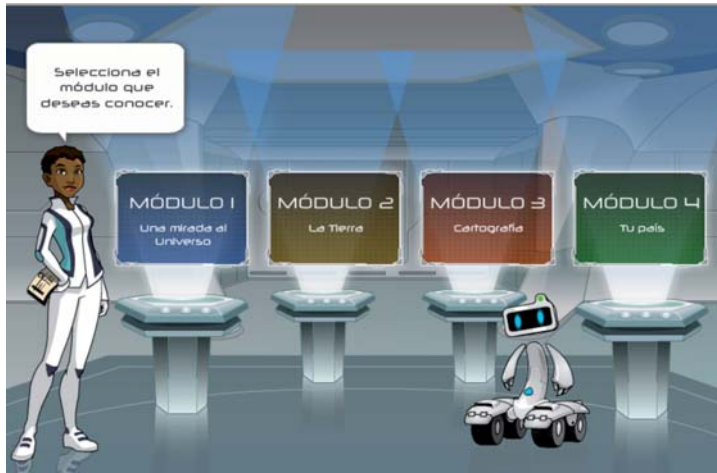 Selecciona el
módulo que
deseas conocer.
MÓDULO 1
Una mirada al
Universo
MÓDULO 2
La Tierra
MÓDULO 3
Cartografía
MÓDULO 4
Tu país